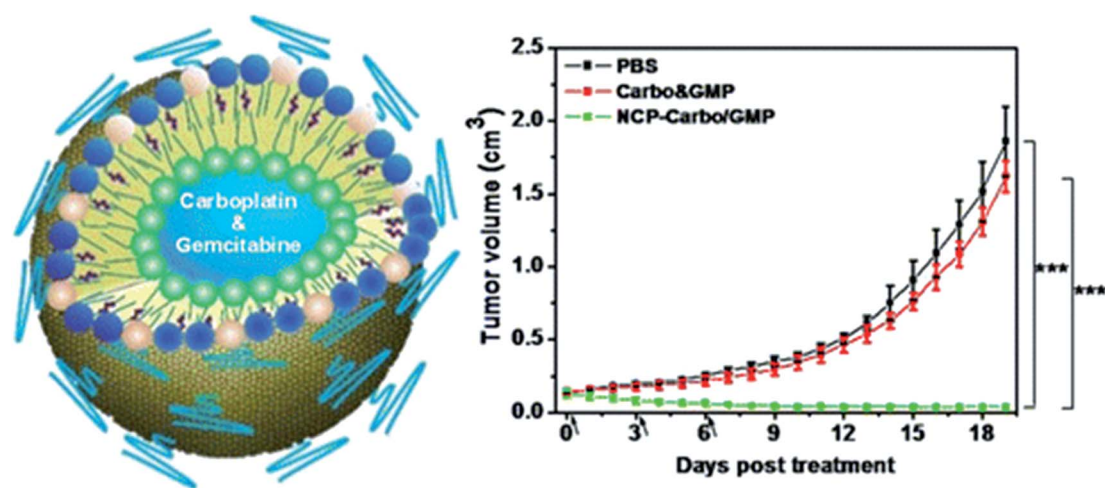 Carboplatin
&
Gemcitabine
Tumor volume (cm³)
2.5
2.0
1.5
1.0
0.5
0.0
PBS
Carbo&GMP
NCP-Carbo/GMP
***
***
0 3 6 9 12 15 18
Days post treatment